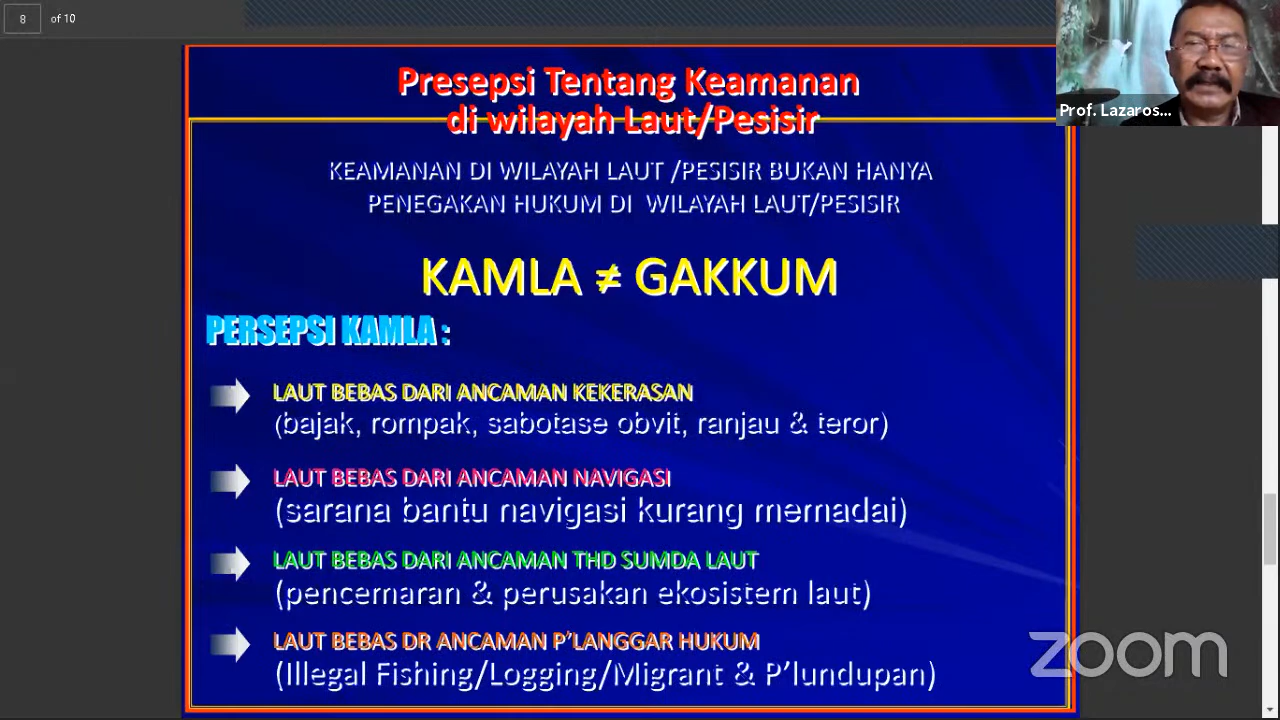 8 of 10
Prof. Lazaros...
Presepsi Tentang Keamanan
di wilayah Laut/Pesisir
KEAMANAN DI WILAYAH LAUT /PESISIR BUKAN HANYA
PENEGAKAN HUKUM DI WILAYAH LAUT/PESISIR
KAMLA ≠ GAKKUM
PERSEPSI KAMLA :
LAUT BEBAS DARI ANCAMAN KEKERASAN
(bajak, rompak, sabotase obvit, ranjau & teror)
LAUT BEBAS DARI ANCAMAN NAVIGASI
(sarana bantu navigasi kurang memadai)
LAUT BEBAS DARI ANCAMAN THD SUMDA LAUT
(pencemaran & perusakan ekosistem laut)
LAUT BEBAS DR ANCAMAN P’LANGGAR HUKUM
(Illegal Fishing/Logging/Migrant & P’lundupan)
zoom